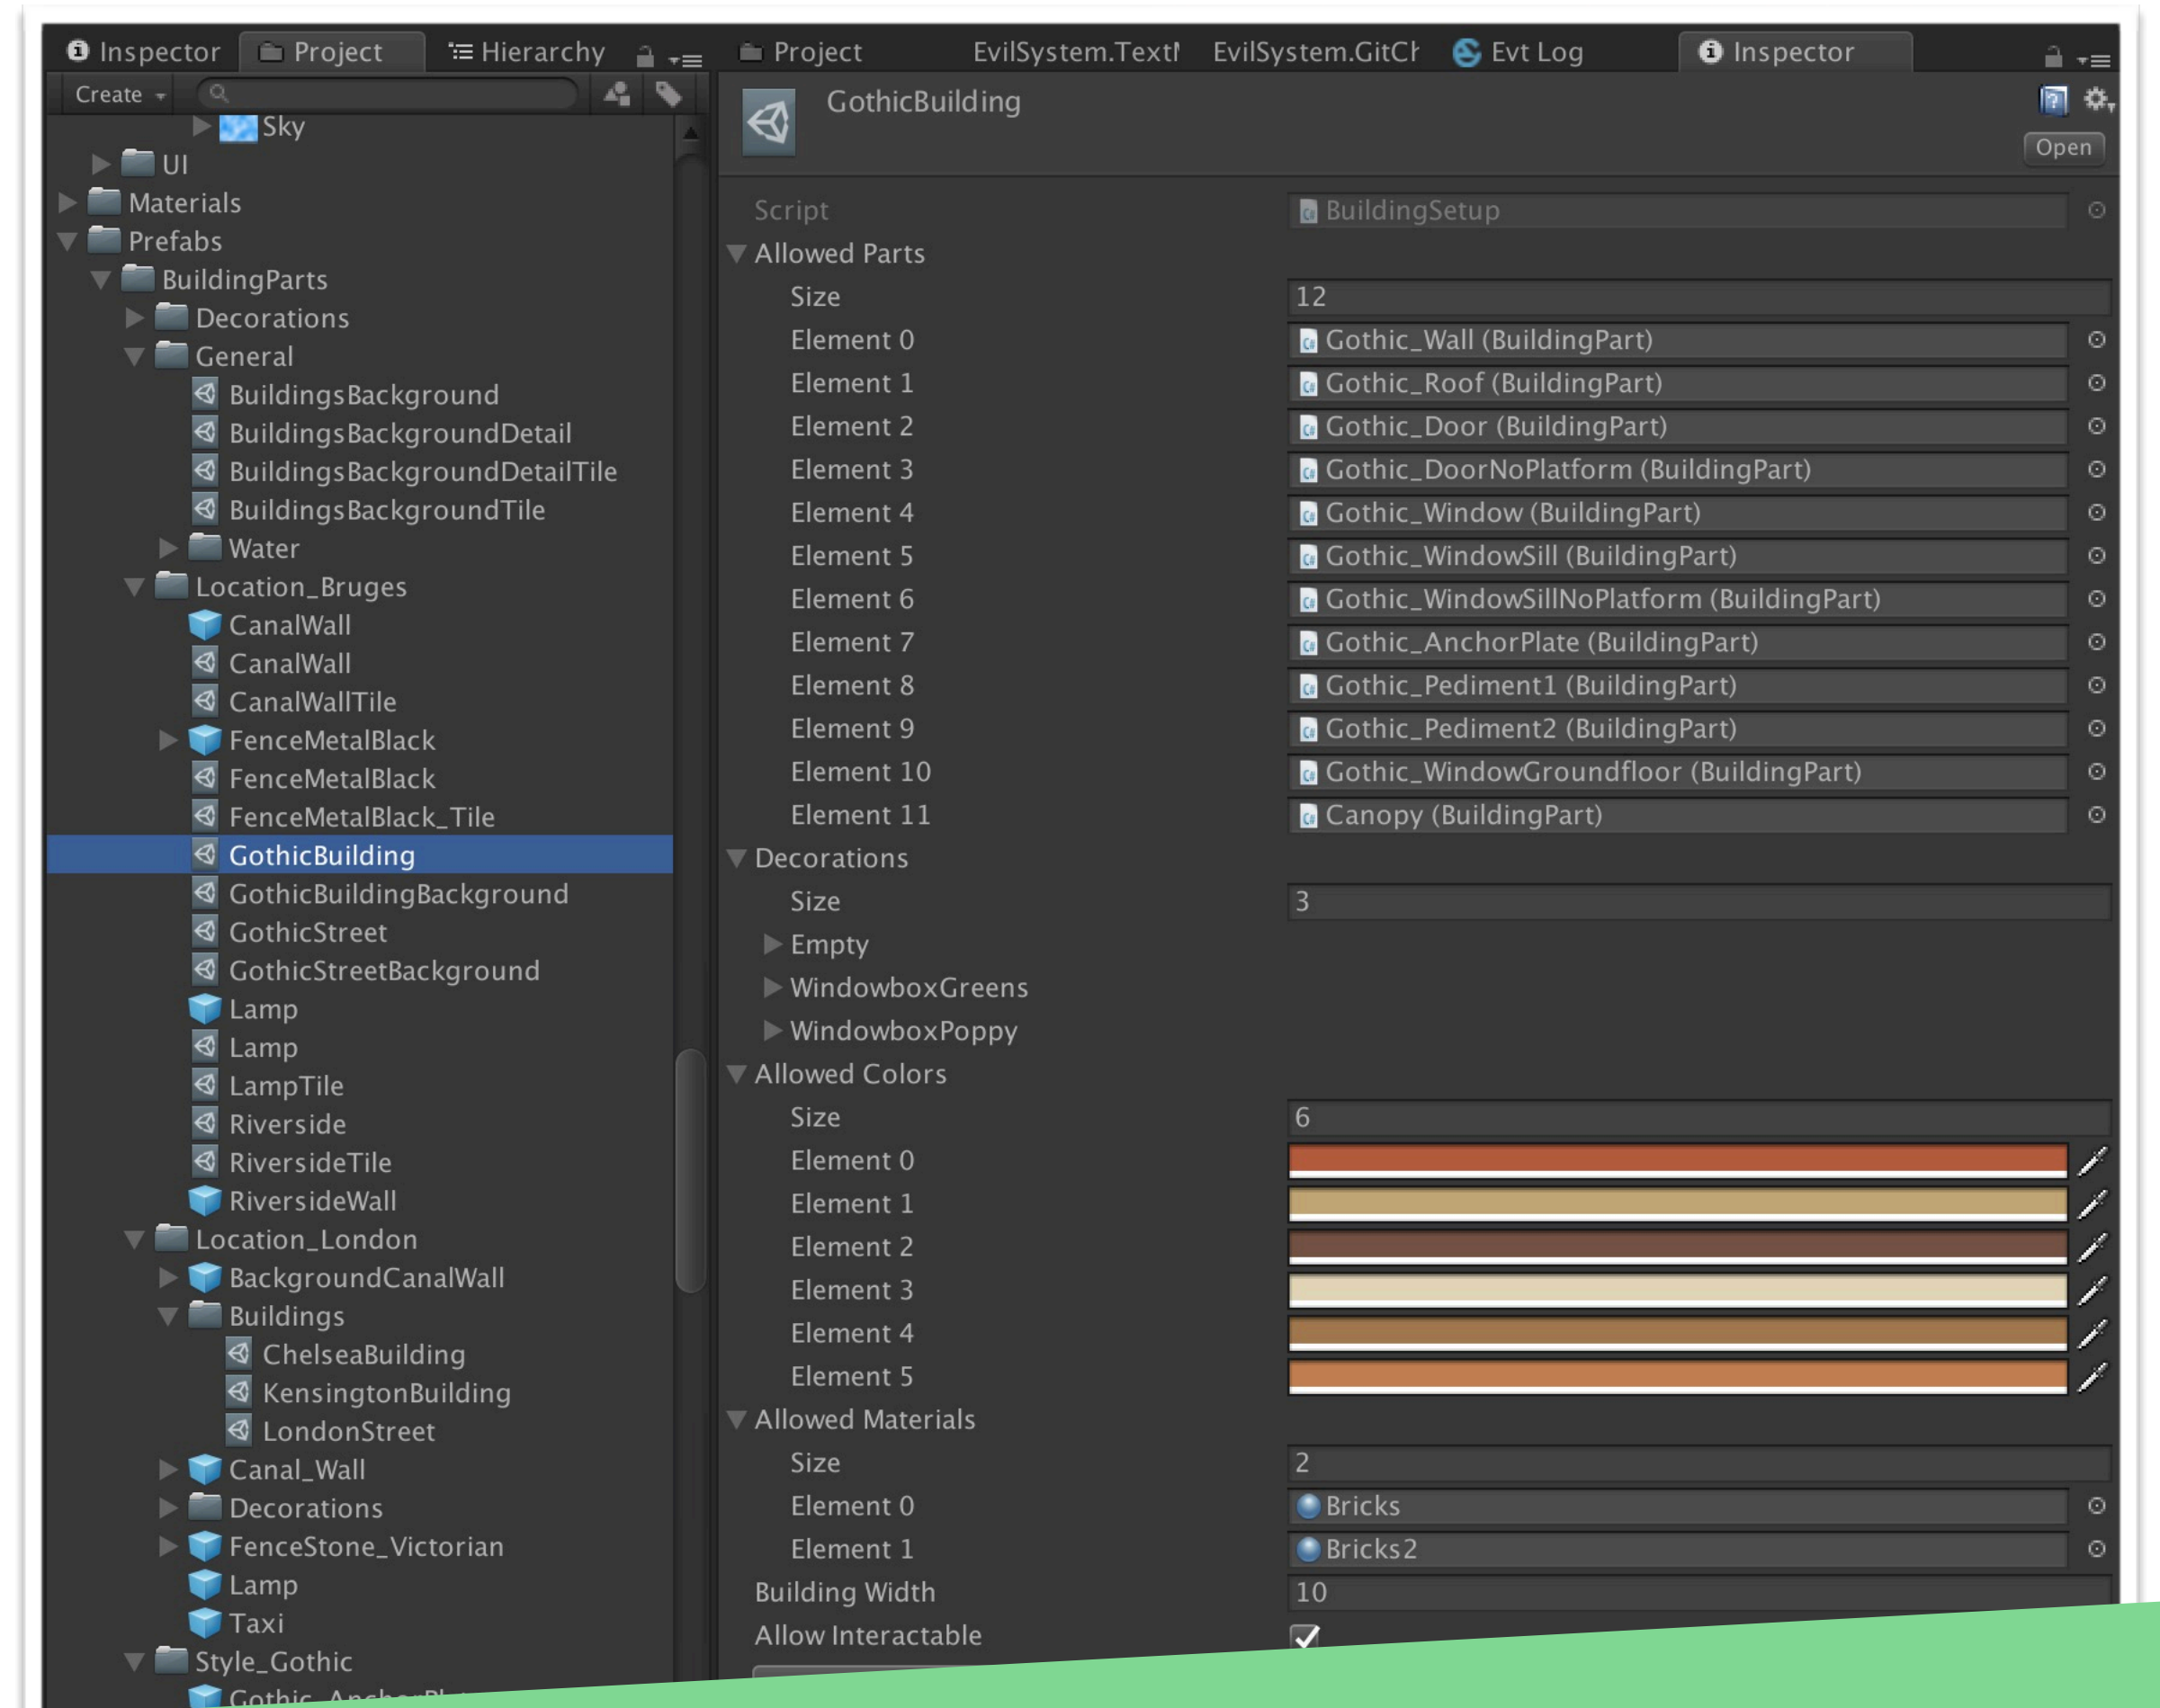 Inspector
Project
Hierarchy
Create
Sky
UI
Materials
Prefabs
BuildingParts
Decorations
General
BuildingsBackground
BuildingsBackgroundDetail
BuildingsBackgroundDetailTile
BuildingsBackgroundTile
Water
Location_Bruges
CanalWall
CanalWall
CanalWallTile
FenceMetalBlack
FenceMetalBlack
FenceMetalBlack_Tile
GothicBuilding
GothicBuildingBackground
GothicStreet
GothicStreetBackground
Lamp
Lamp
LampTile
Riverside
RiversideTile
RiversideWall
Location_London
BackgroundCanalWall
Buildings
ChelseaBuilding
KensingtonBuilding
LondonStreet
Canal_Wall
Decorations
FenceStone_Victorian
Lamp
Taxi
Style_Gothic
Project
EvilSystem.Text
EvilSystem.GitCh
Evt Log
Inspector
GothicBuilding
Open
Script BuildingSetup
Allowed Parts
Size 12
Element 0 Gothic_Wall (BuildingPart)
Element 1 Gothic_Roof (BuildingPart)
Element 2 Gothic_Door (BuildingPart)
Element 3 Gothic_DoorNoPlatform (BuildingPart)
Element 4 Gothic_Window (BuildingPart)
Element 5 Gothic_WindowSill (BuildingPart)
Element 6 Gothic_WindowSillNoPlatform (BuildingPart)
Element 7 Gothic_AnchorPlate (BuildingPart)
Element 8 Gothic_Pediment1 (BuildingPart)
Element 9 Gothic_Pediment2 (BuildingPart)
Element 10 Gothic_WindowGroundfloor (BuildingPart)
Element 11 Canopy (BuildingPart)
Decorations
Size 3
Empty
WindowboxGreens
WindowboxPoppy
Allowed Colors
Size 6
Element 0
Element 1
Element 2
Element 3
Element 4
Element 5
Allowed Materials
Size 2
Element 0 Bricks
Element 1 Bricks2
Building Width 10
Allow Interactable